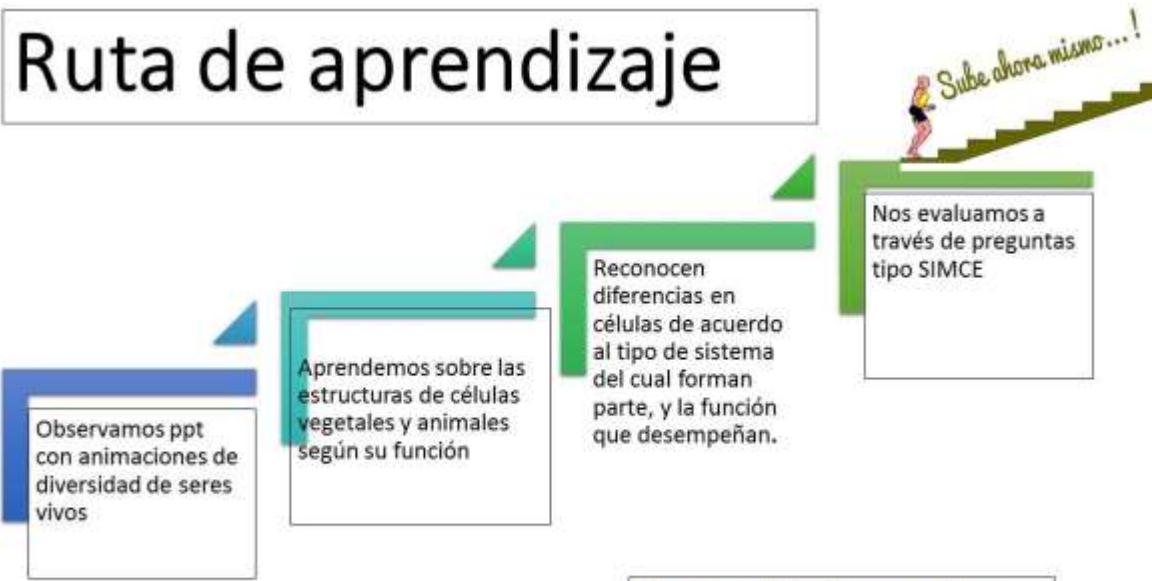 Ruta de aprendizaje
Sube ahora mismo...!
Nos evaluamos a
través de preguntas
tipo SIMCE
Reconocen
diferencias en
células de acuerdo
al tipo de sistema
del cual forman
parte, y la función
que desempeñan.
Aprendemos sobre las
estructuras de células
vegetales y animales
según su función
Observamos ppt
con animaciones de
diversidad de seres
vivos